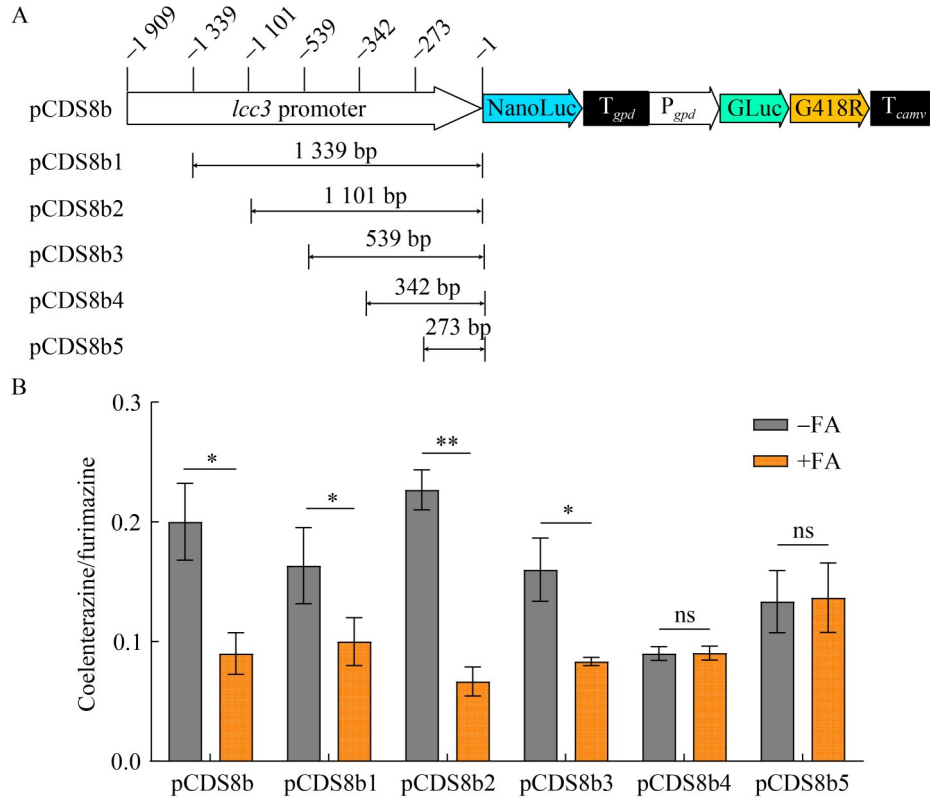 A
−1 909
−1 339
−1 101
−539
−342
−273
−1
pCDS8b
lcc3 promoter
NanoLuc
Tgpd
Pgpd
GLuc
G418R
Tcamv
pCDS8b1
1 339 bp
pCDS8b2
1 101 bp
pCDS8b3
539 bp
pCDS8b4
342 bp
pCDS8b5
273 bp
B
Coelenterazine/furimazine
0.3
0.2
0.1
0.0
−FA
+FA
*
*
**
*
ns
ns
pCDS8b
pCDS8b1
pCDS8b2
pCDS8b3
pCDS8b4
pCDS8b5